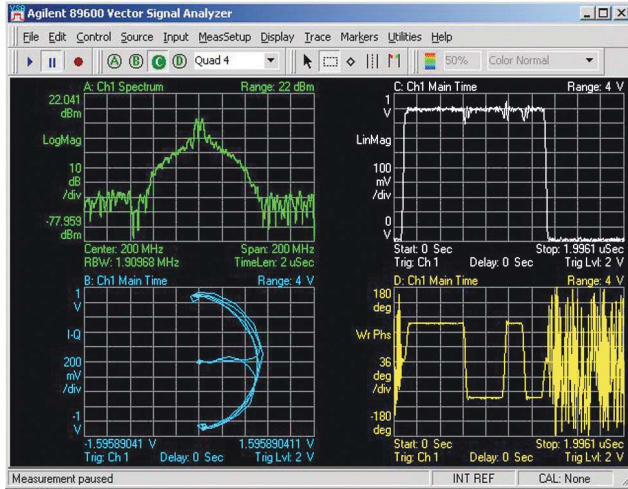 Agilent 89600 Vector Signal Analyzer
File Edit Control Source Input MeasSetup Display Trace Markers Utilities Help
A B C D Quad 4 50% Color Normal
A: Ch1 Spectrum Range: 22 dBm
22.041
dBm
LogMag
10
dB
/div
-77.959
dBm
Center: 200 MHz Span: 200 MHz
RBW: 1.90968 MHz TimeLen: 2 uSec
C: Ch1 Main Time Range: 4 V
1
V
LinMag
100
mV
/div
0
V
Start: 0 Sec Stop: 1.9961 uSec
Trig: Ch 1 Delay: 0 Sec Trig Lvl: 2 V
B: Ch1 Main Time Range: 4 V
1
V
I-Q
200
mV
/div
-1
V
-1.59589041 V 1.595890411 V
Trig: Ch 1 Delay: 0 Sec Trig Lvl: 2 V
D: Ch1 Main Time Range: 4 V
180
deg
Wr Phs
36
deg
/div
-180
deg
Start: 0 Sec Stop: 1.9961 uSec
Trig: Ch 1 Delay: 0 Sec Trig Lvl: 2 V
Measurement paused INT REF CAL: None